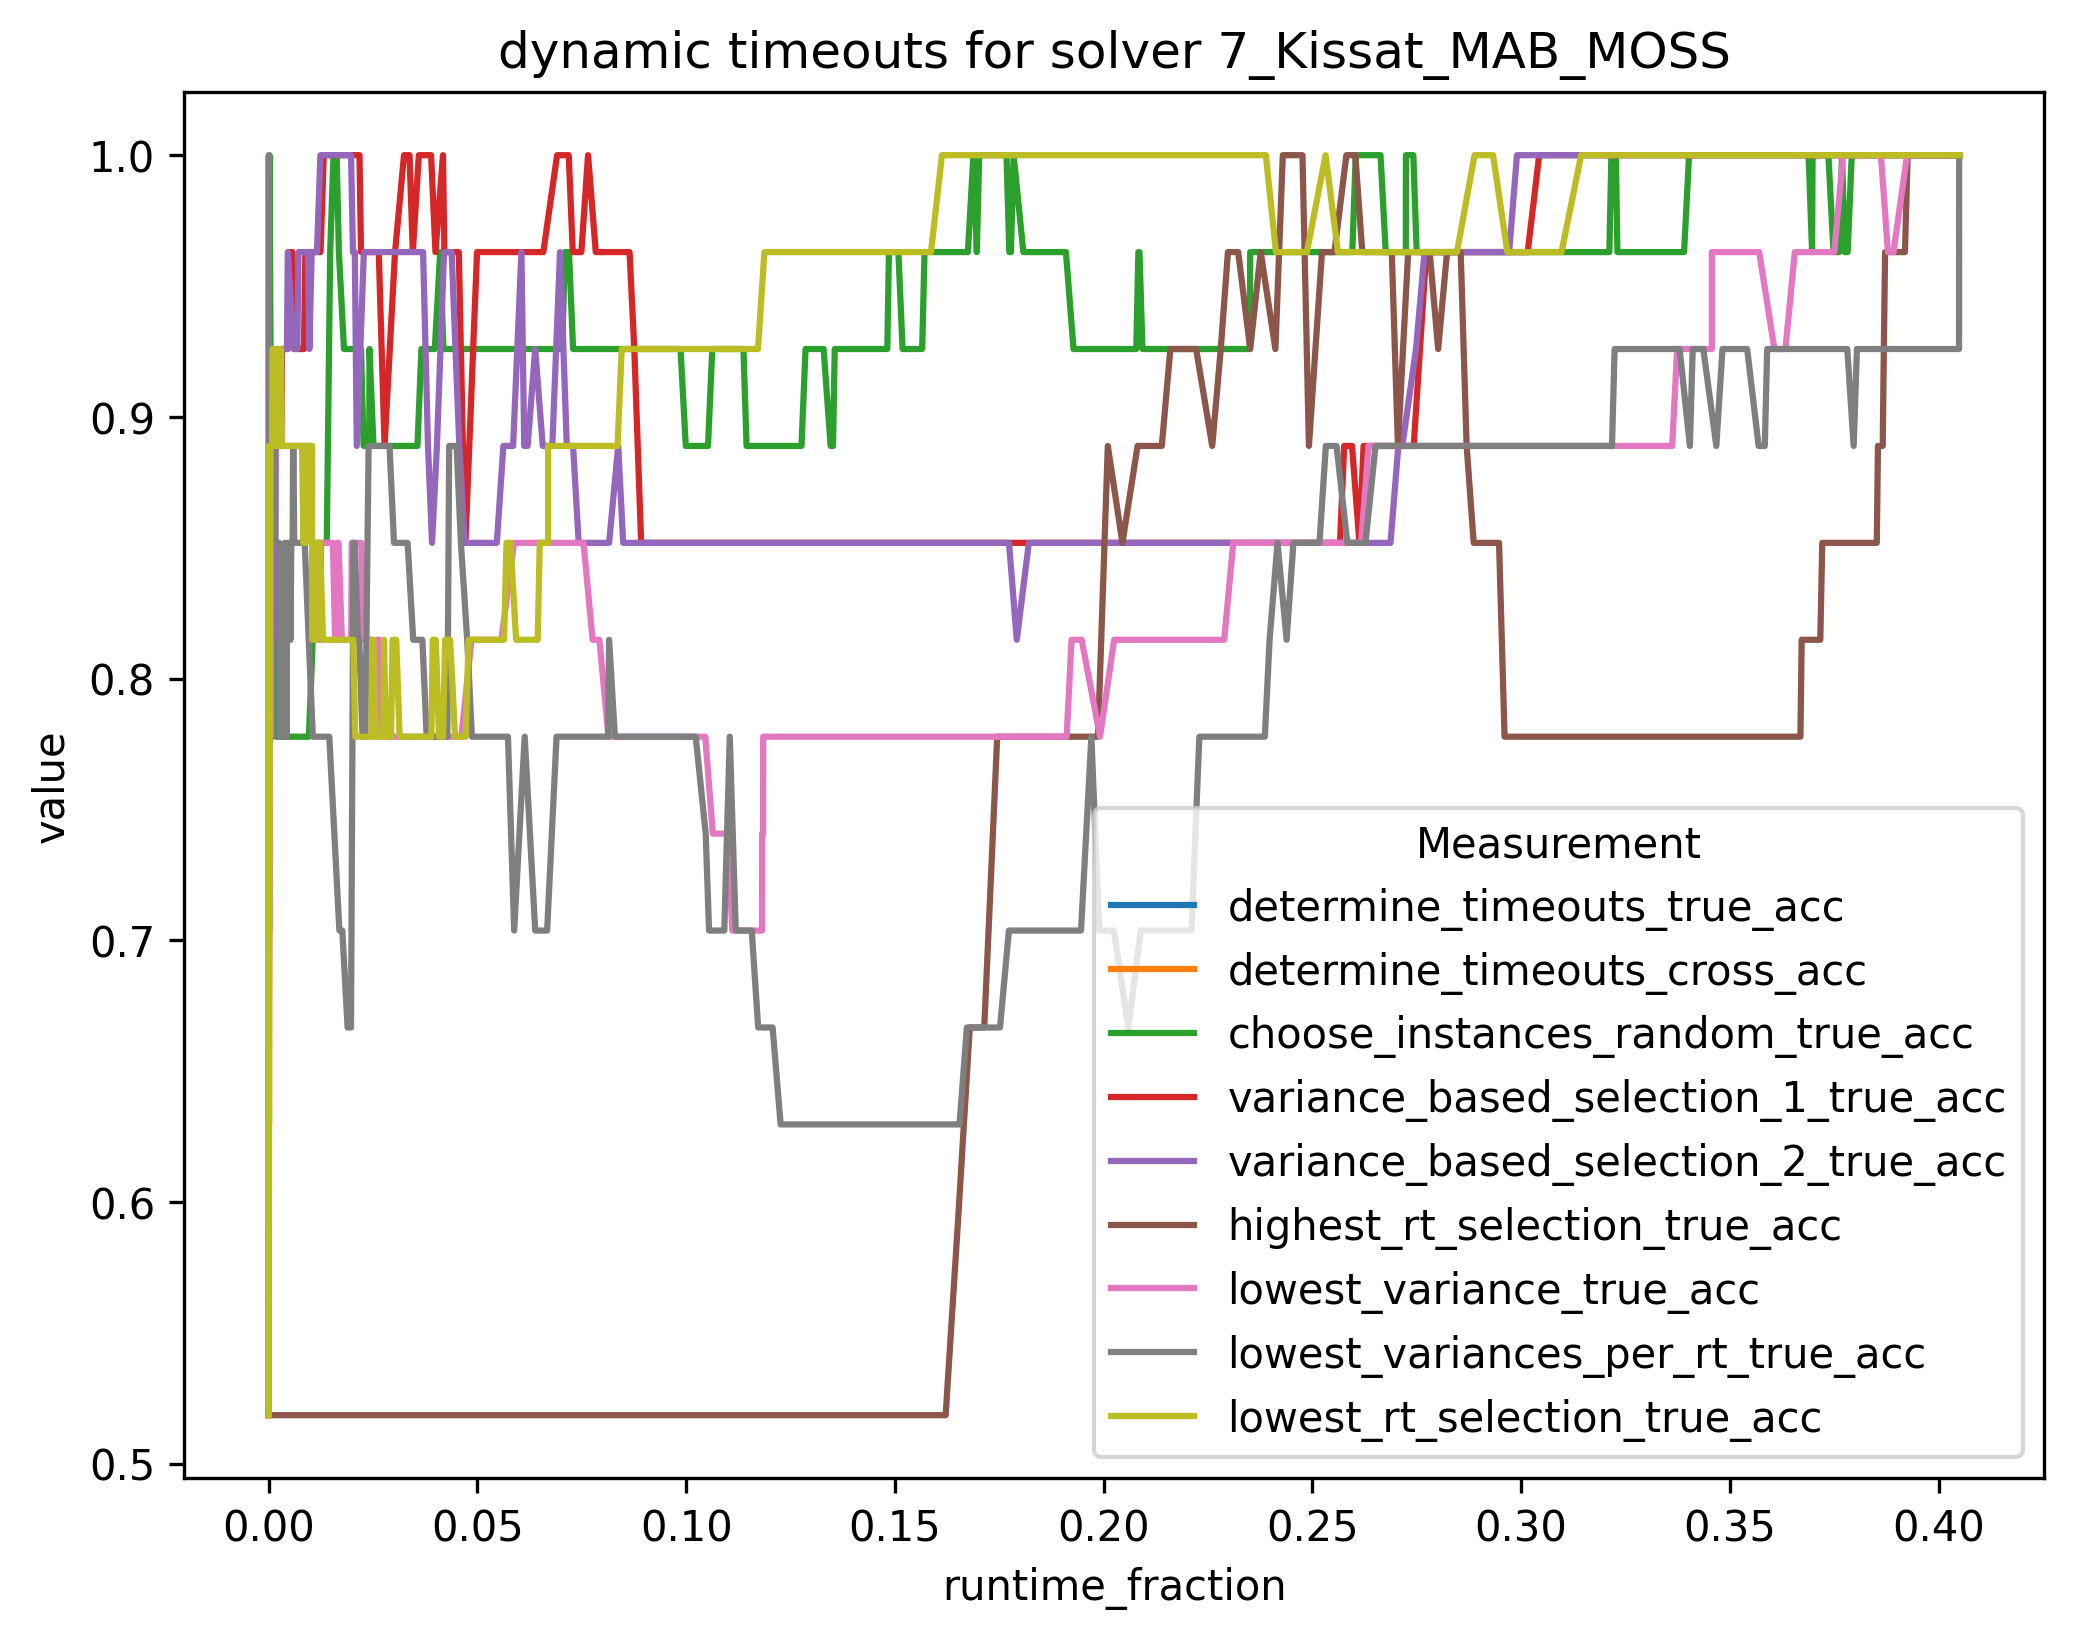 dynamic timeouts for solver 7_Kissat_MAB_MOSS
1.0
0.9
0.8
0.7
0.6
0.5
value
Measurement
determine_timeouts_true_acc
determine_timeouts_cross_acc
choose_instances_random_true_acc
variance_based_selection_1_true_acc
variance_based_selection_2_true_acc
highest_rt_selection_true_acc
lowest_variance_true_acc
lowest_variances_per_rt_true_acc
lowest_rt_selection_true_acc
0.00 0.05 0.10 0.15 0.20 0.25 0.30 0.35 0.40
runtime_fraction